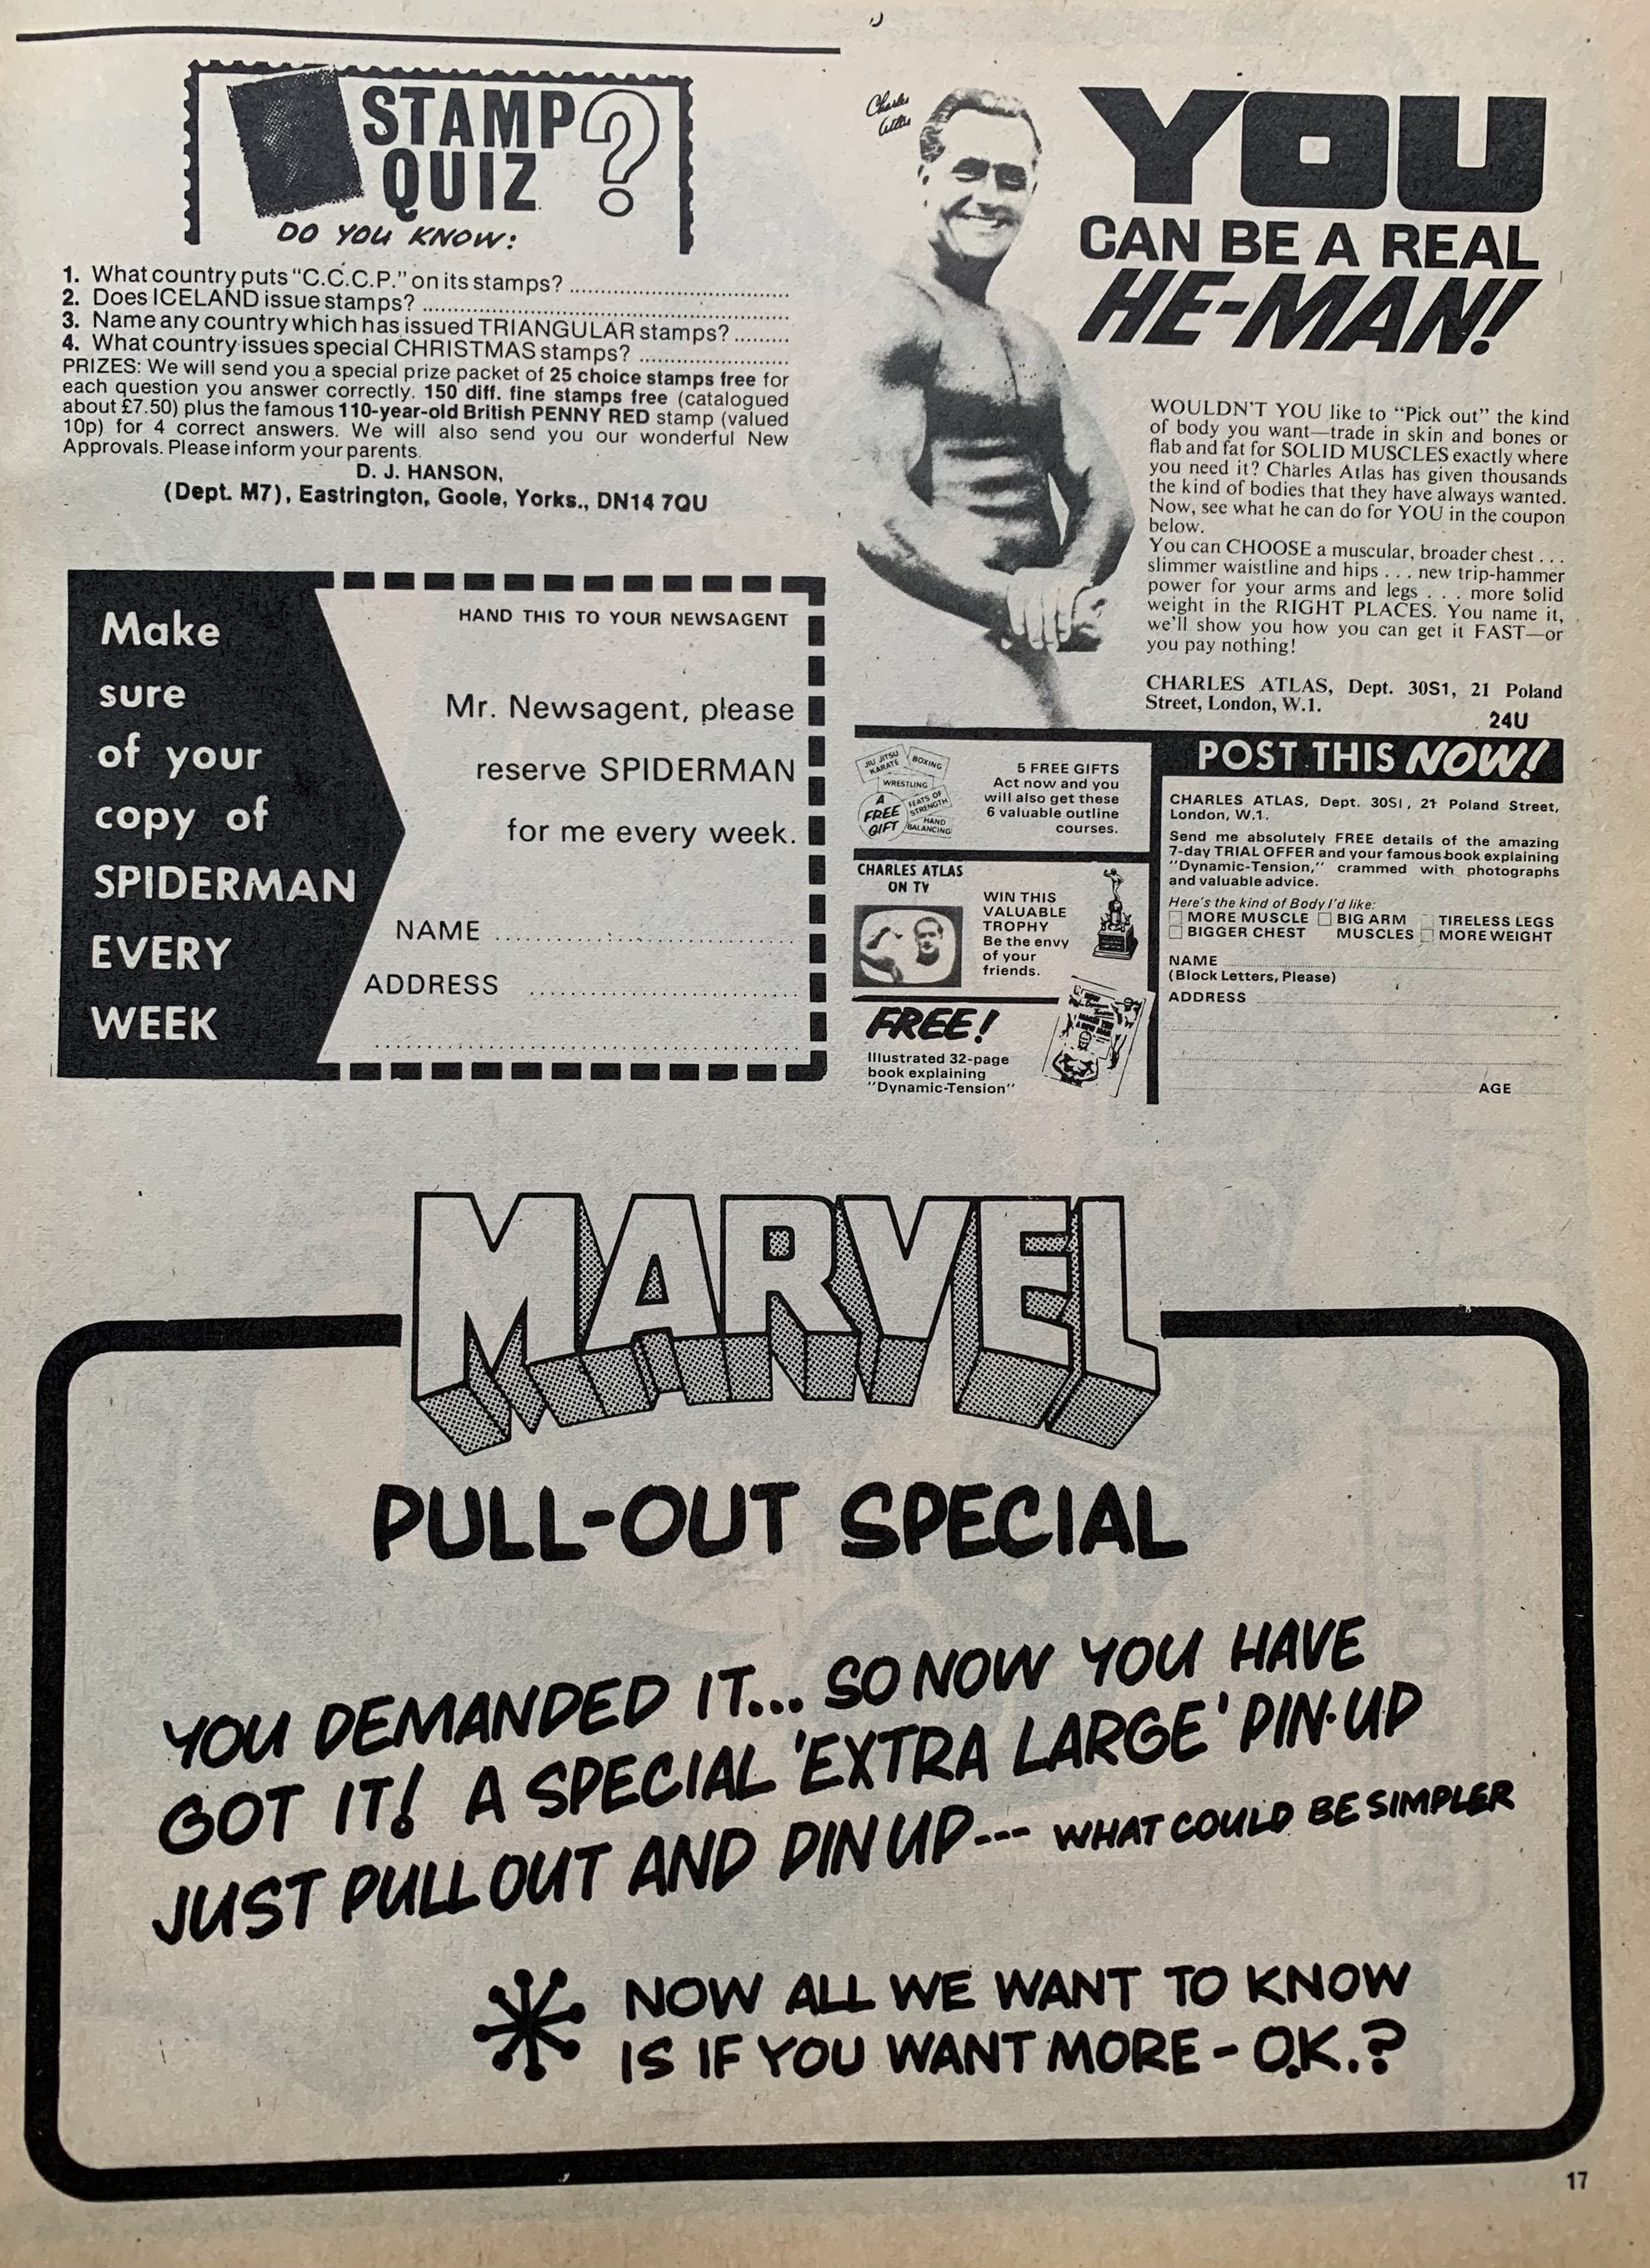 STAMP
QUIZ ?
DO YOU KNOW:
1. What country puts "C.C.C.P." on its stamps?
2. Does ICELAND issue stamps?
3. Name any country which has issued TRIANGULAR stamps?
4. What country issues special CHRISTMAS stamps?
PRIZES: We will send you a special prize packet of 25 choice stamps free for
each question you answer correctly. 150 diff. fine stamps free (catalogued
about £7.50) plus the famous 110-year-old British PENNY RED stamp (valued
10p) for 4 correct answers. We will also send you our wonderful New
Approvals. Please inform your parents.
D. J. HANSON,
(Dept. M7), Eastrington, Goole, Yorks., DN14 7QU
Make
sure
of your
copy of
SPIDERMAN
EVERY
WEEK
HAND THIS TO YOUR NEWSAGENT
Mr. Newsagent, please
reserve SPIDERMAN
for me every week.
NAME
ADDRESS
Charles
Atlas
YOU
CAN BE A REAL
HE-MAN!
WOULDN'T YOU like to "Pick out" the kind
of body you want—trade in skin and bones or
flab and fat for SOLID MUSCLES exactly where
you need it? Charles Atlas has given thousands
the kind of bodies that they have always wanted.
Now, see what he can do for YOU in the coupon
below.
You can CHOOSE a muscular, broader chest . . .
slimmer waistline and hips . . . new trip-hammer
power for your arms and legs . . . more solid
weight in the RIGHT PLACES. You name it,
we'll show you how you can get it FAST—or
you pay nothing!
CHARLES ATLAS, Dept. 30S1, 21 Poland
Street, London, W.1.
24U
JIU JITSU
KARATE
BOXING
WRESTLING
A
FREE
GIFT
FEATS OF
STRENGTH
HAND
BALANCING
5 FREE GIFTS
Act now and you
will also get these
6 valuable outline
courses.
CHARLES ATLAS
ON TV
WIN THIS
VALUABLE
TROPHY
Be the envy
of your
friends.
FREE!
Illustrated 32-page
book explaining
"Dynamic-Tension"
POST THIS NOW!
CHARLES ATLAS, Dept. 30S1, 21 Poland Street,
London, W.1.
Send me absolutely FREE details of the amazing
7-day TRIAL OFFER and your famous book explaining
"Dynamic-Tension," crammed with photographs
and valuable advice.
Here's the kind of Body I'd like:
MORE MUSCLE BIG ARM TIRELESS LEGS
BIGGER CHEST MUSCLES MORE WEIGHT
NAME
(Block Letters, Please)
ADDRESS
AGE
MARVEL
PULL-OUT SPECIAL
YOU DEMANDED IT... SO NOW YOU HAVE
GOT IT! A SPECIAL 'EXTRA LARGE' PIN-UP
JUST PULL OUT AND PIN UP--- WHAT COULD BE SIMPLER
NOW ALL WE WANT TO KNOW
IS IF YOU WANT MORE - O.K.?
17